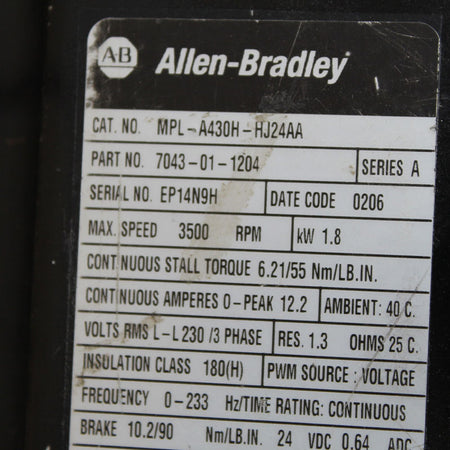 A-B Allen-Bradley
CAT. NO. MPL-A430H-HJ24AA
PART NO. 7043-01-1204 SERIES A
SERIAL NO. EP14N9H DATE CODE 0206
MAX. SPEED 3500 RPM kW 1.8
CONTINUOUS STALL TORQUE 6.21/55 Nm/LB.IN.
CONTINUOUS AMPERES 0-PEAK 12.2 AMBIENT: 40 C.
VOLTS RMS L-L 230 /3 PHASE RES. 1.3 OHMS 25 C.
INSULATION CLASS 180(H) PWM SOURCE : VOLTAGE
FREQUENCY 0-233 Hz/TIME RATING: CONTINUOUS
BRAKE 10.2/90 Nm/LB.IN. 24 VDC 0.64 ADC